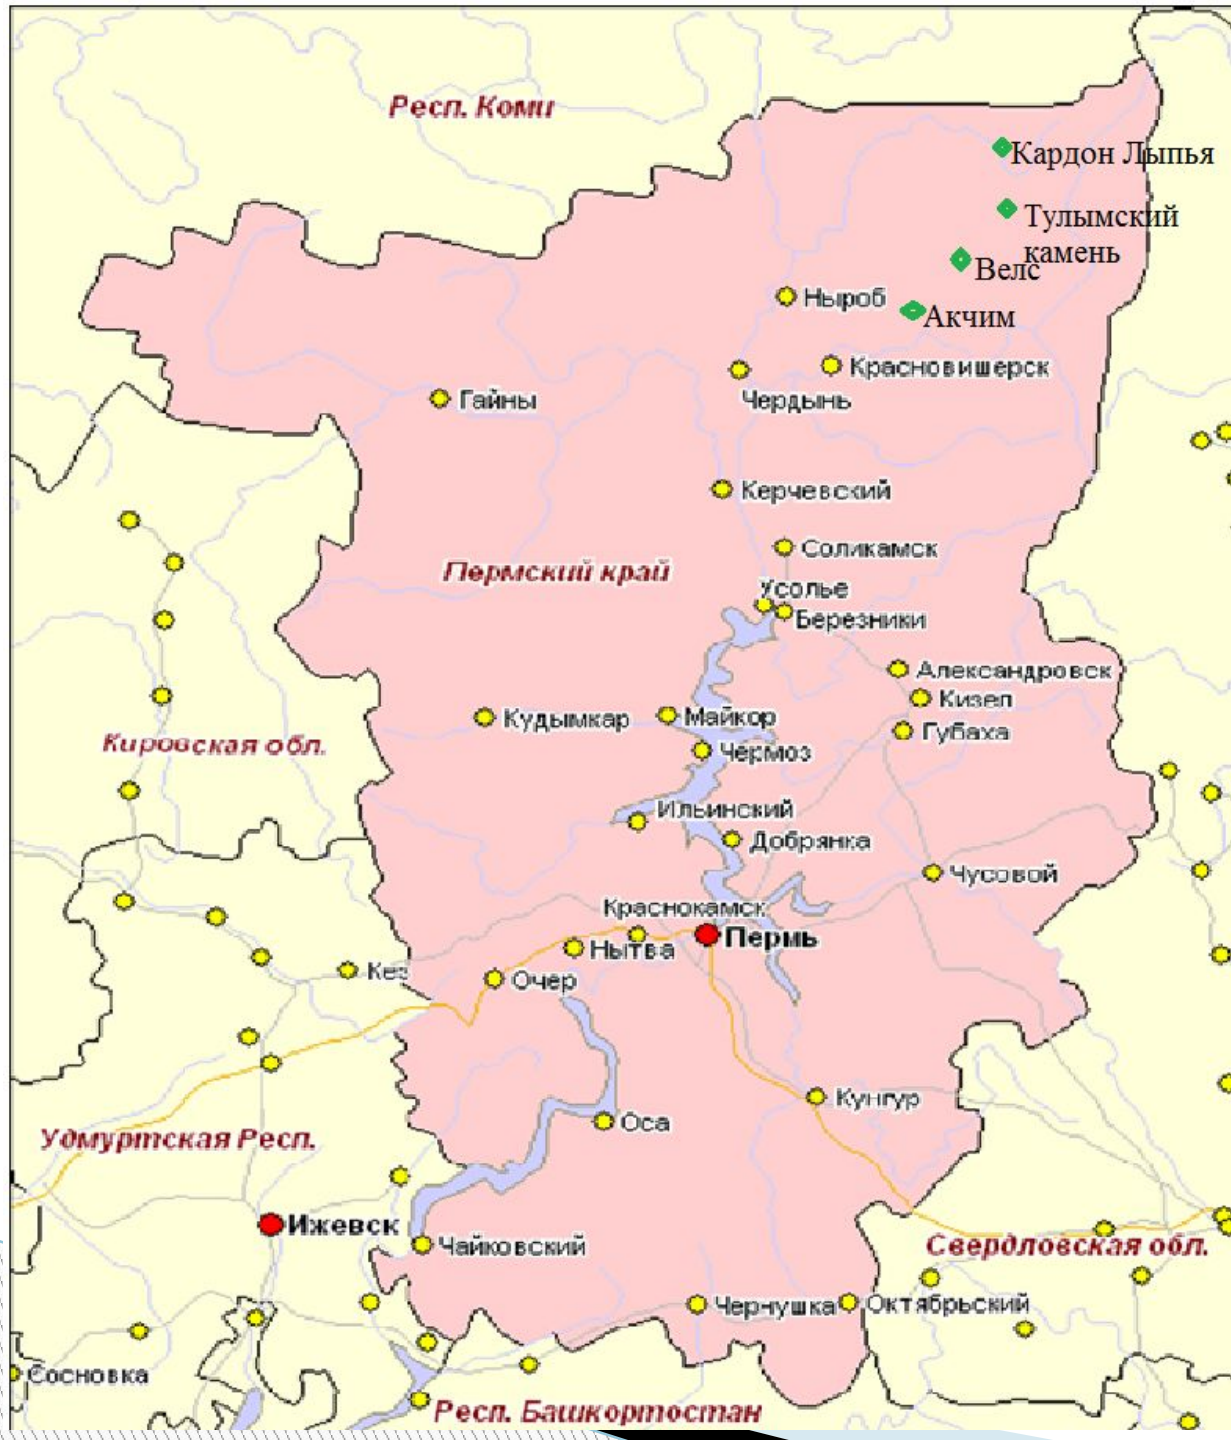 Респ. Коми
Кардон Лыпья
Тулымский
камень
Велс
Ныроб
Акчим
Красновишерск
Чердынь
Гайны
Керчевский
Соликамск
Пермский край
Усолье
Березники
Александровск
Кизел
Кудымкар
Майкор
Губаха
Кировская обл.
Чермоз
Ильинский
Добрянка
Чусовой
Краснокамск
Пермь
Нытва
Кез
Очер
Кунгур
Оса
Удмуртская Респ.
Ижевск
Чайковский
Свердловская обл.
Чернушка
Октябрьский
Сосновка
Респ. Башкортостан